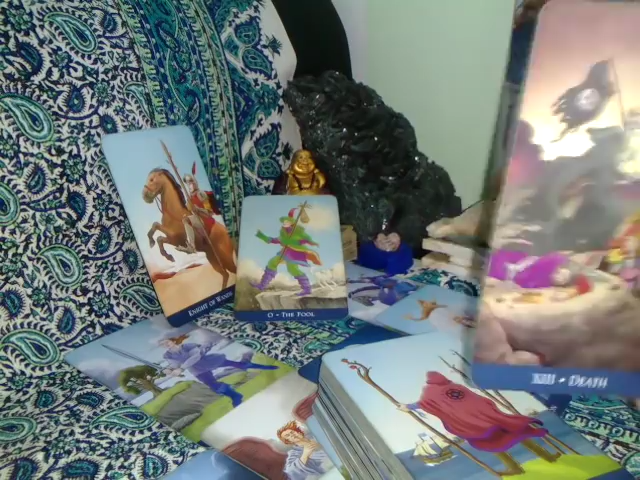 KNIGHT OF WANDS
0 • THE FOOL
XIII • DEATH